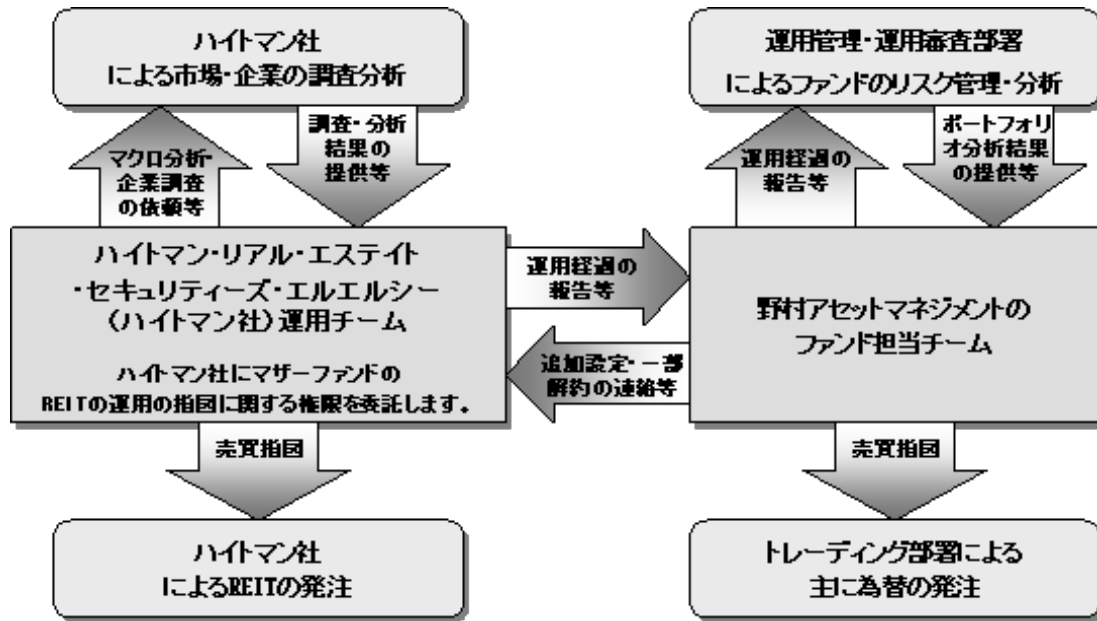 ハイトマン社
による市場・企業の調査分析
運用管理・運用審査部署
によるファンドのリスク管理・分析
マクロ分析・
企業調査
の依頼等
調査・分析
結果の
提供等
運用経過の
報告等
ポートフォリ
オ分析結果
の提供等
ハイトマン・リアル・エステイト
・セキュリティーズ・エルエルシー
（ハイトマン社）運用チーム
ハイトマン社にマザーファンドの
REITの運用の指図に関する権限を委託します。
運用経過の
報告等
追加設定・一部
解約の連絡等
野村アセットマネジメントの
ファンド担当チーム
売買指図
売買指図
ハイトマン社
によるREITの発注
トレーディング部署による
主に為替の発注